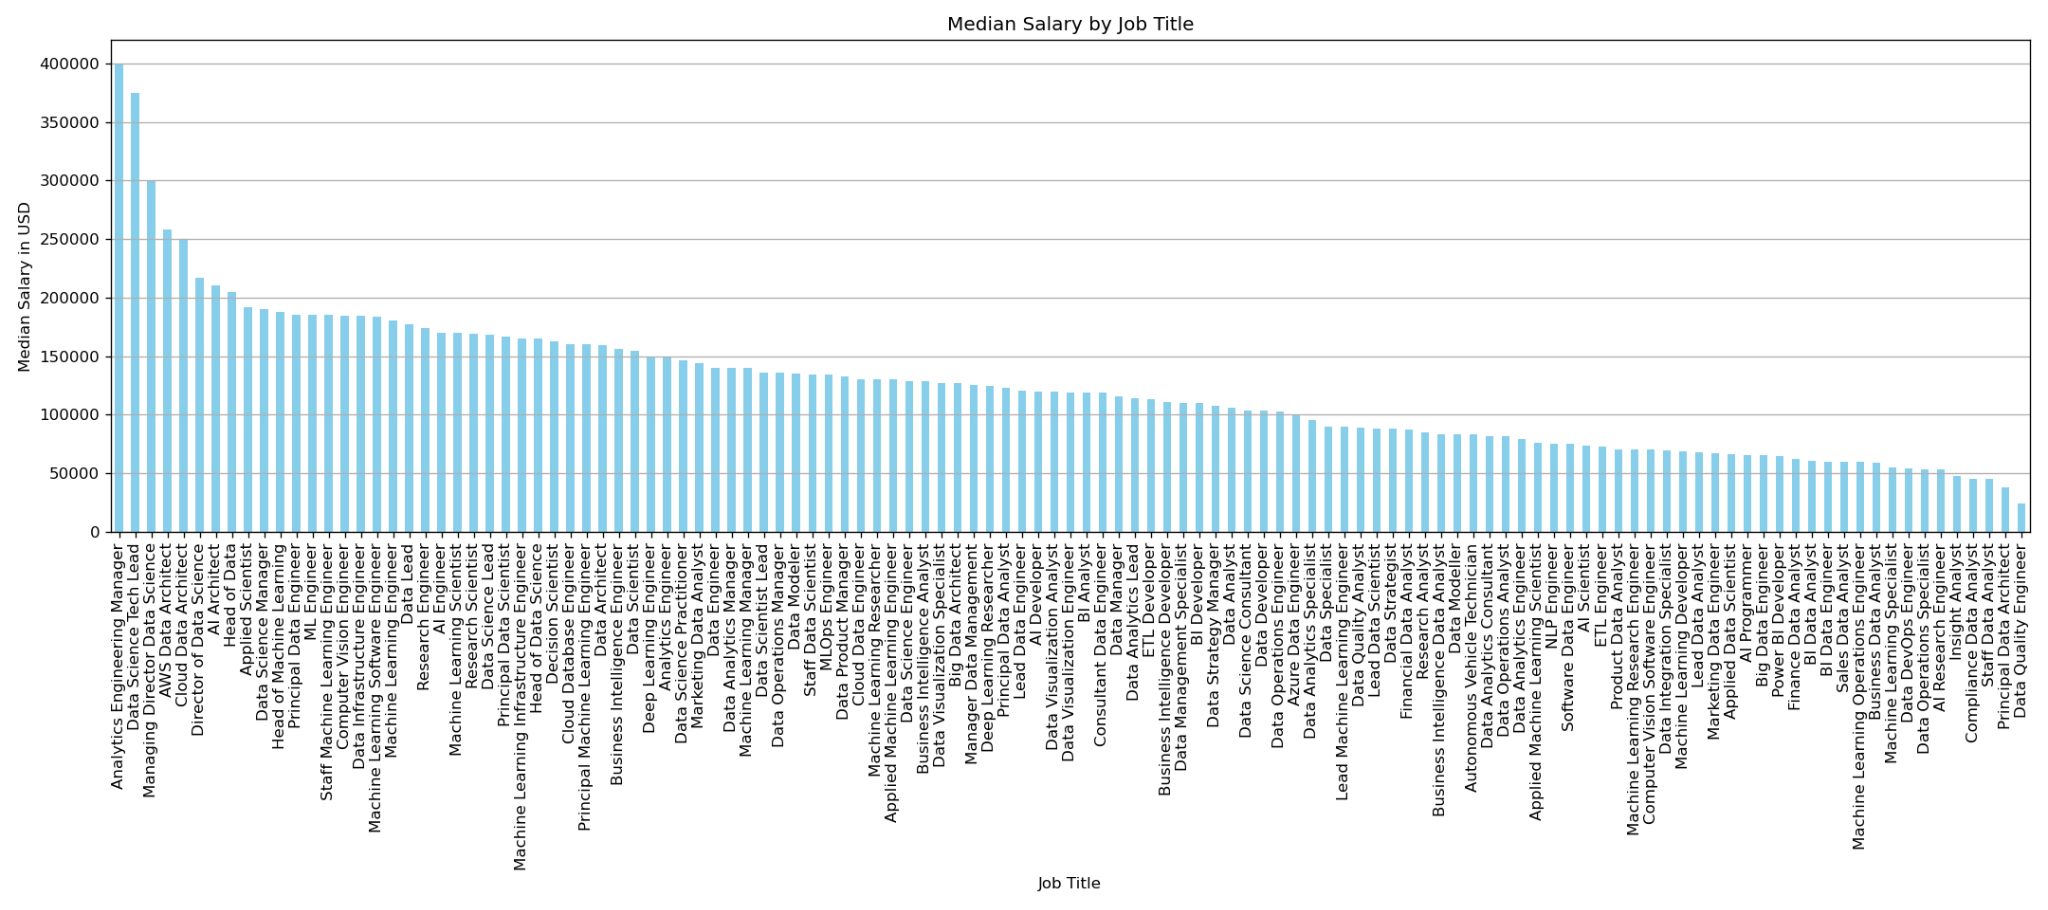 Median Salary by Job Title
Median Salary in USD
400000
350000
300000
250000
200000
150000
100000
50000
0
Analytics Engineering Manager
Data Science Tech Lead
Managing Director Data Science
AWS Data Architect
Cloud Data Architect
Director of Data Science
AI Architect
Head of Data
Applied Scientist
Data Science Manager
Head of Machine Learning
Principal Data Engineer
ML Engineer
Staff Machine Learning Engineer
Computer Vision Engineer
Data Infrastructure Engineer
Machine Learning Software Engineer
Machine Learning Engineer
Data Lead
Research Engineer
AI Engineer
Machine Learning Scientist
Research Scientist
Data Science Lead
Principal Data Scientist
Machine Learning Infrastructure Engineer
Head of Data Science
Decision Scientist
Cloud Database Engineer
Principal Machine Learning Engineer
Data Architect
Business Intelligence Engineer
Data Scientist
Deep Learning Engineer
Analytics Engineer
Data Science Practitioner
Marketing Data Analyst
Data Engineer
Data Analytics Manager
Machine Learning Manager
Data Scientist Lead
Data Operations Manager
Data Modeler
Staff Data Scientist
MLOps Engineer
Data Product Manager
Cloud Data Engineer
Machine Learning Researcher
Applied Machine Learning Engineer
Data Science Engineer
Business Intelligence Analyst
Data Visualization Specialist
Big Data Architect
Manager Data Management
Deep Learning Researcher
Principal Data Analyst
Lead Data Engineer
AI Developer
Data Visualization Analyst
Data Visualization Engineer
BI Analyst
Consultant Data Engineer
Data Manager
Data Analytics Lead
ETL Developer
Business Intelligence Developer
Data Management Specialist
BI Developer
Data Strategy Manager
Data Analyst
Data Science Consultant
Data Developer
Data Operations Engineer
Azure Data Engineer
Data Analytics Specialist
Data Specialist
Lead Machine Learning Engineer
Data Quality Analyst
Lead Data Scientist
Data Strategist
Financial Data Analyst
Research Analyst
Business Intelligence Data Analyst
Data Modeller
Autonomous Vehicle Technician
Data Analytics Consultant
Data Operations Analyst
Data Analytics Engineer
Applied Machine Learning Scientist
NLP Engineer
Software Data Engineer
AI Scientist
ETL Engineer
Product Data Analyst
Machine Learning Research Engineer
Computer Vision Software Engineer
Data Integration Specialist
Machine Learning Developer
Lead Data Analyst
Marketing Data Engineer
Applied Data Scientist
AI Programmer
Big Data Engineer
Power BI Developer
Finance Data Analyst
BI Data Analyst
BI Data Engineer
Sales Data Analyst
Machine Learning Operations Engineer
Business Data Analyst
Machine Learning Specialist
Data DevOps Engineer
Data Operations Specialist
AI Research Engineer
Insight Analyst
Compliance Data Analyst
Staff Data Analyst
Principal Data Architect
Data Quality Engineer
Job Title